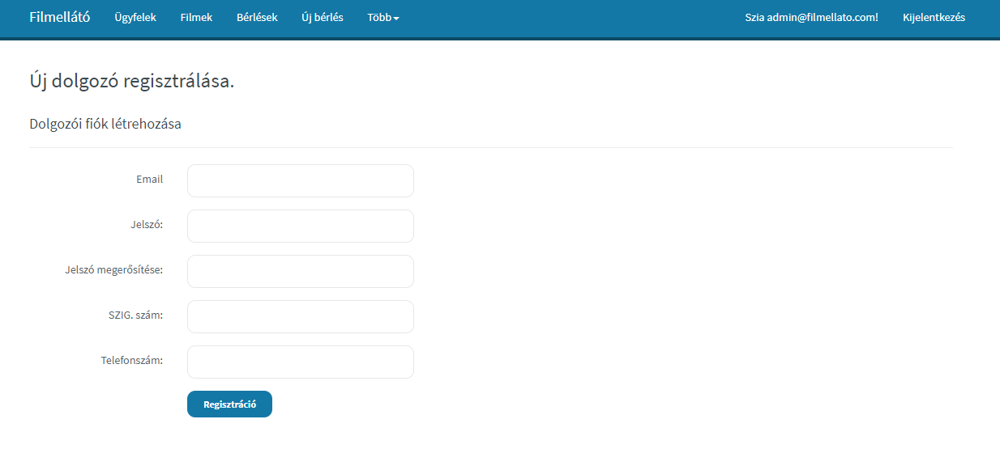 Filmellátó Ügyfelek Filmek Bérlések Új bérlés Több Szia admin@filmellato.com! Kijelentkezés
Új dolgozó regisztrálása.
Dolgozói fiók létrehozása
Email
Jelszó:
Jelszó megerősítése:
SZIG. szám:
Telefonszám:
Regisztráció